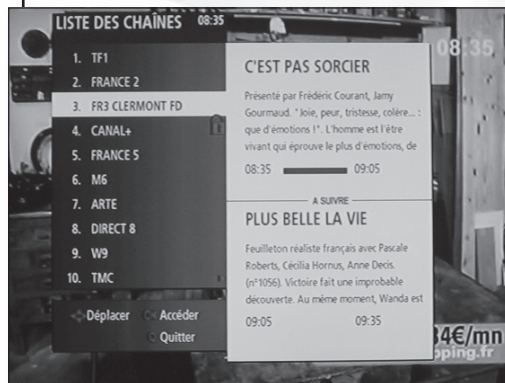 LISTE DES CHAÎNES 08:35
08:35
1. TF1
2. FRANCE 2
3. FR3 CLERMONT FD
4. CANAL+
5. FRANCE 5
6. M6
7. ARTE
8. DIRECT 8
9. W9
10. TMC
Déplacer OK Accéder
Quitter
C'EST PAS SORCIER
Présenté par Frédéric Courant, Jamy
Gourmaud. "Joie, peur, tristesse, colère... :
que d'émotions !". L'homme est l'être
vivant qui éprouve le plus d'émotions, de
08:35 09:05
A SUIVRE
PLUS BELLE LA VIE
Feuilleton réaliste français avec Pascale
Roberts, Cécilia Hornus, Anne Decis.
(n°1056). Victoire fait une improbable
découverte. Au même moment, Wanda est
09:05 09:35
34€/mn
pping.fr